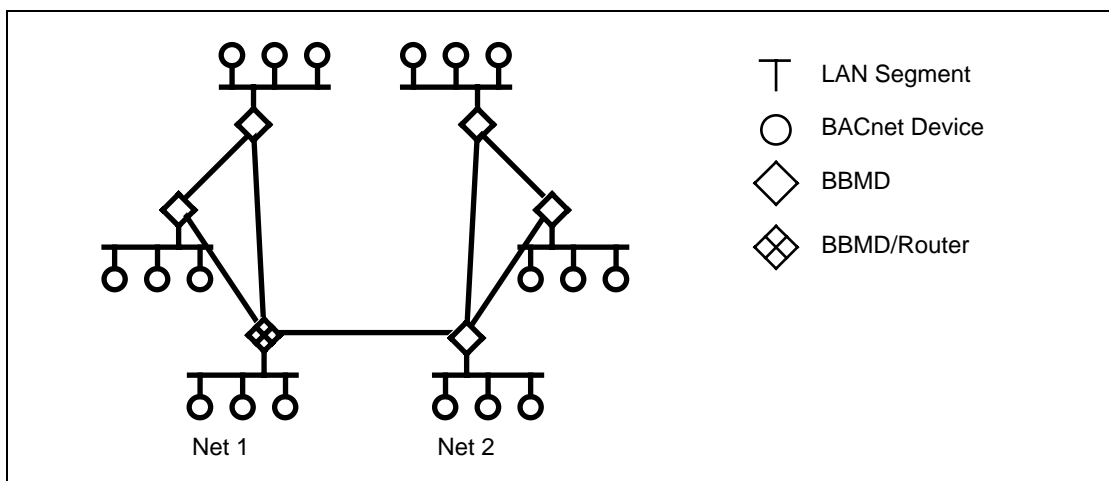 LAN Segment
BACnet Device
BBMD
BBMD/Router
Net 1
Net 2